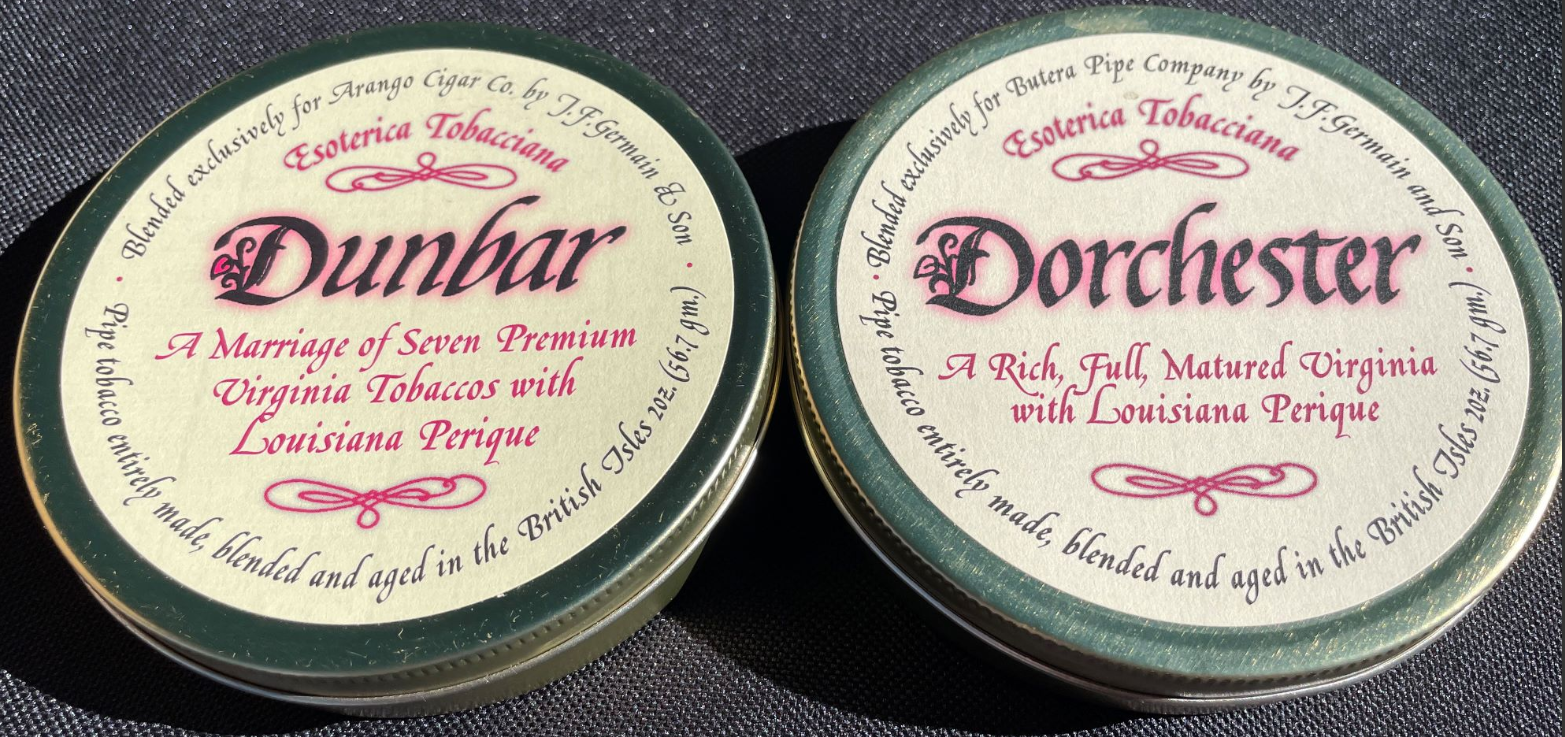 Blended exclusively for Arango Cigar Co. by J.F.Germain & Son
Esoterica Tobacciana
Dunbar
A Marriage of Seven Premium
Virginia Tobaccos with
Louisiana Perique
Pipe tobacco entirely made, blended and aged in the British Isles 2oz.(56.7 gm.)
Blended exclusively for Butera Pipe Company by J.F.Germain and Son
Esoterica Tobacciana
Dorchester
A Rich, Full, Matured Virginia
with Louisiana Perique
Pipe tobacco entirely made, blended and aged in the British Isles 2oz (56.7 gm.)